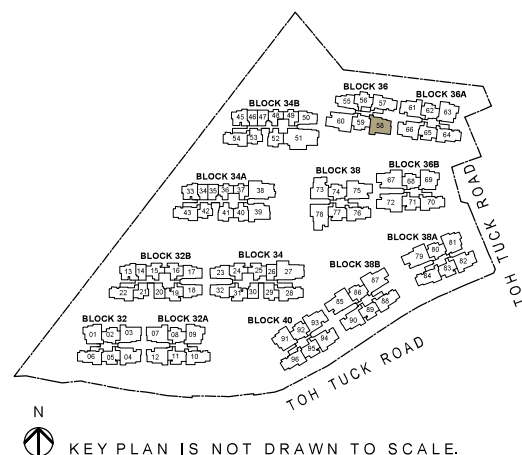 BLOCK 36
BLOCK 36A
BLOCK 34B
55 56 57
61 62 63
45 46 47 48 49 50
60 59 58
66 65 64
54 53 52 51
BLOCK 34A
BLOCK 38
BLOCK 36B
33 34 35 36 37 38
73 74 75
67 68 69
43 42 41 40 39
78 77 76
72 71 70
TOH TUCK ROAD
BLOCK 38A
79 80 81
84 83 82
BLOCK 32B
BLOCK 34
BLOCK 38B
13 14 15 16 17
23 24 25 26 27
85 86 87
22 21 20 19 18
32 31 30 29 28
90 89 88
BLOCK 32
BLOCK 32A
BLOCK 40
01 02 03
07 08 09
91 92 93
06 05 04
12 11 10
96 95 94
TOH TUCK ROAD
N
KEY PLAN IS NOT DRAWN TO SCALE.